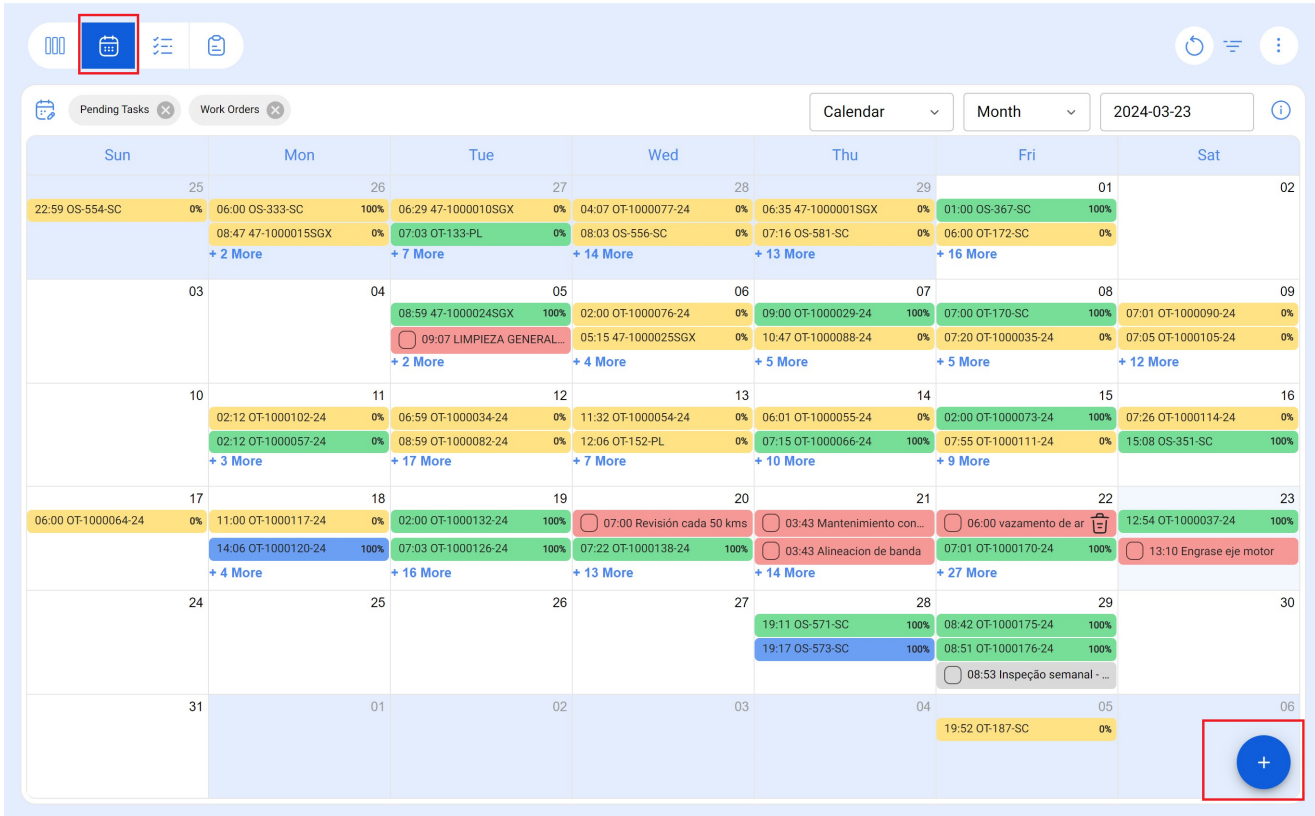 Pending Tasks Work Orders Calendar Month 2024-03-23
Sun Mon Tue Wed Thu Fri Sat
25 26 27 28 29 01 02
22:59 OS-554-SC 0% 06:00 OS-333-SC 100% 06:29 47-1000010SGX 0% 04:07 OT-1000077-24 0% 06:35 47-1000001SGX 0% 01:00 OS-367-SC 100%
08:47 47-1000015SGX 0% 07:03 OT-133-PL 0% 08:03 OS-556-SC 0% 07:16 OS-581-SC 0% 06:00 OT-172-SC 0%
+ 2 More + 7 More + 14 More + 13 More + 16 More
03 04 05 06 07 08 09
08:59 47-1000024SGX 100% 02:00 OT-1000076-24 0% 09:00 OT-1000029-24 100% 07:00 OT-170-SC 100% 07:01 OT-1000090-24 0%
09:07 LIMPIEZA GENERAL... 05:15 47-1000025SGX 0% 10:47 OT-1000088-24 0% 07:20 OT-1000035-24 0% 07:05 OT-1000105-24 0%
+ 2 More + 4 More + 5 More + 5 More + 12 More
10 11 12 13 14 15 16
02:12 OT-1000102-24 0% 06:59 OT-1000034-24 0% 11:32 OT-1000054-24 0% 06:01 OT-1000055-24 0% 02:00 OT-1000073-24 100% 07:26 OT-1000114-24 0%
02:12 OT-1000057-24 0% 08:59 OT-1000082-24 0% 12:06 OT-152-PL 0% 07:15 OT-1000066-24 100% 07:55 OT-1000111-24 0% 15:08 OS-351-SC 100%
+ 3 More + 17 More + 7 More + 10 More + 9 More
17 18 19 20 21 22 23
06:00 OT-1000064-24 0% 11:00 OT-1000117-24 0% 02:00 OT-1000132-24 100% 07:00 Revisión cada 50 kms 03:43 Mantenimiento con... 06:00 vazamento de ar 12:54 OT-1000037-24 100%
14:06 OT-1000120-24 100% 07:03 OT-1000126-24 100% 07:22 OT-1000138-24 100% 03:43 Alineacion de banda 07:01 OT-1000170-24 100% 13:10 Engrase eje motor
+ 4 More + 16 More + 13 More + 14 More + 27 More
24 25 26 27 28 29 30
19:11 OS-571-SC 100% 08:42 OT-1000175-24 100%
19:17 OS-573-SC 100% 08:51 OT-1000176-24 100%
08:53 Inspeção semanal - ...
31 01 02 03 04 05 06
19:52 OT-187-SC 0%
+